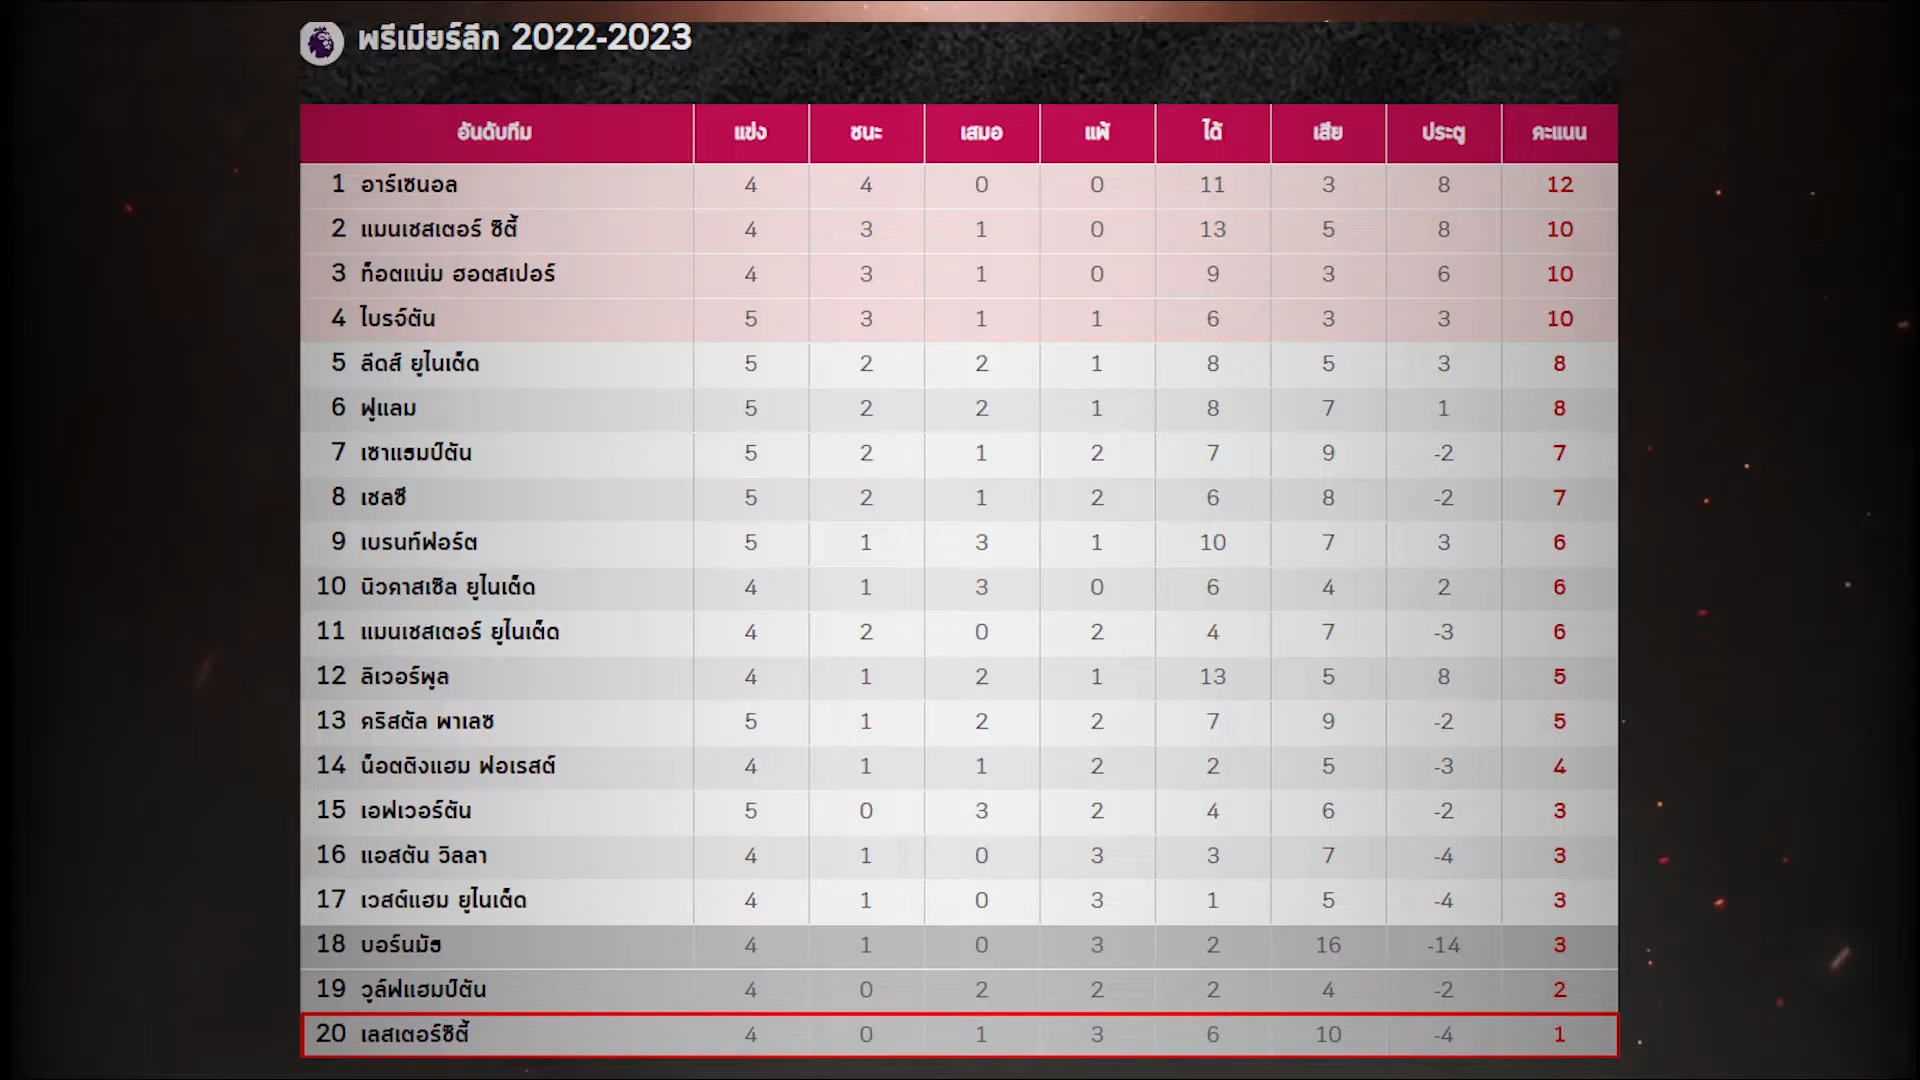 พรีเมียร์ลีก 2022-2023
อันดับทีม แข่ง ชนะ เสมอ แพ้ ได้ เสีย ประตู คะแนน
1 อาร์เซนอล 4 4 0 0 11 3 8 12
2 แมนเชสเตอร์ ซิตี้ 4 3 1 0 13 5 8 10
3 ท็อตแน่ม ฮอตสเปอร์ 4 3 1 0 9 3 6 10
4 ไบรจ์ตัน 5 3 1 1 6 3 3 10
5 ลีดส์ ยูไนเต็ด 5 2 2 1 8 5 3 8
6 ฟูแลม 5 2 2 1 8 7 1 8
7 เซาแธมป์ตัน 5 2 1 2 7 9 -2 7
8 เชลซี 5 2 1 2 6 8 -2 7
9 เบรนท์ฟอร์ต 5 1 3 1 10 7 3 6
10 นิวคาสเซิล ยูไนเต็ด 4 1 3 0 6 4 2 6
11 แมนเชสเตอร์ ยูไนเต็ด 4 2 0 2 4 7 -3 6
12 ลิเวอร์พูล 4 1 2 1 13 5 8 5
13 คริสตัล พาเลซ 5 1 2 2 7 9 -2 5
14 น็อตติงแฮม ฟอเรสต์ 4 1 1 2 2 5 -3 4
15 เอฟเวอร์ตัน 5 0 3 2 4 6 -2 3
16 แอสตัน วิลลา 4 1 0 3 3 7 -4 3
17 เวสต์แฮม ยูไนเต็ด 4 1 0 3 1 5 -4 3
18 บอร์นมัธ 4 1 0 3 2 16 -14 3
19 วูล์ฟแฮมป์ตัน 4 0 2 2 2 4 -2 2
20 เลสเตอร์ซิตี้ 4 0 1 3 6 10 -4 1